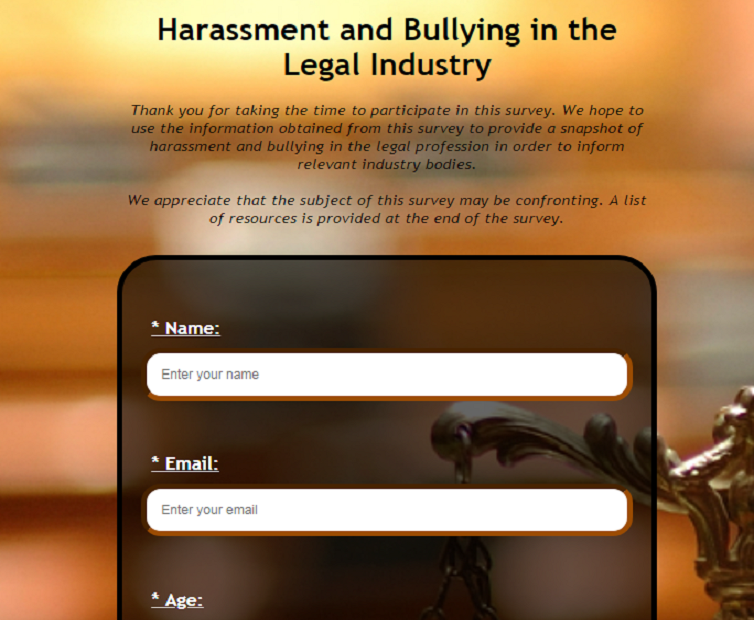 Harassment and Bullying in the
Legal Industry
Thank you for taking the time to participate in this survey. We hope to
use the information obtained from this survey to provide a snapshot of
harassment and bullying in the legal profession in order to inform
relevant industry bodies.
We appreciate that the subject of this survey may be confronting. A list
of resources is provided at the end of the survey.
* Name:
Enter your name
* Email:
Enter your email
* Age: